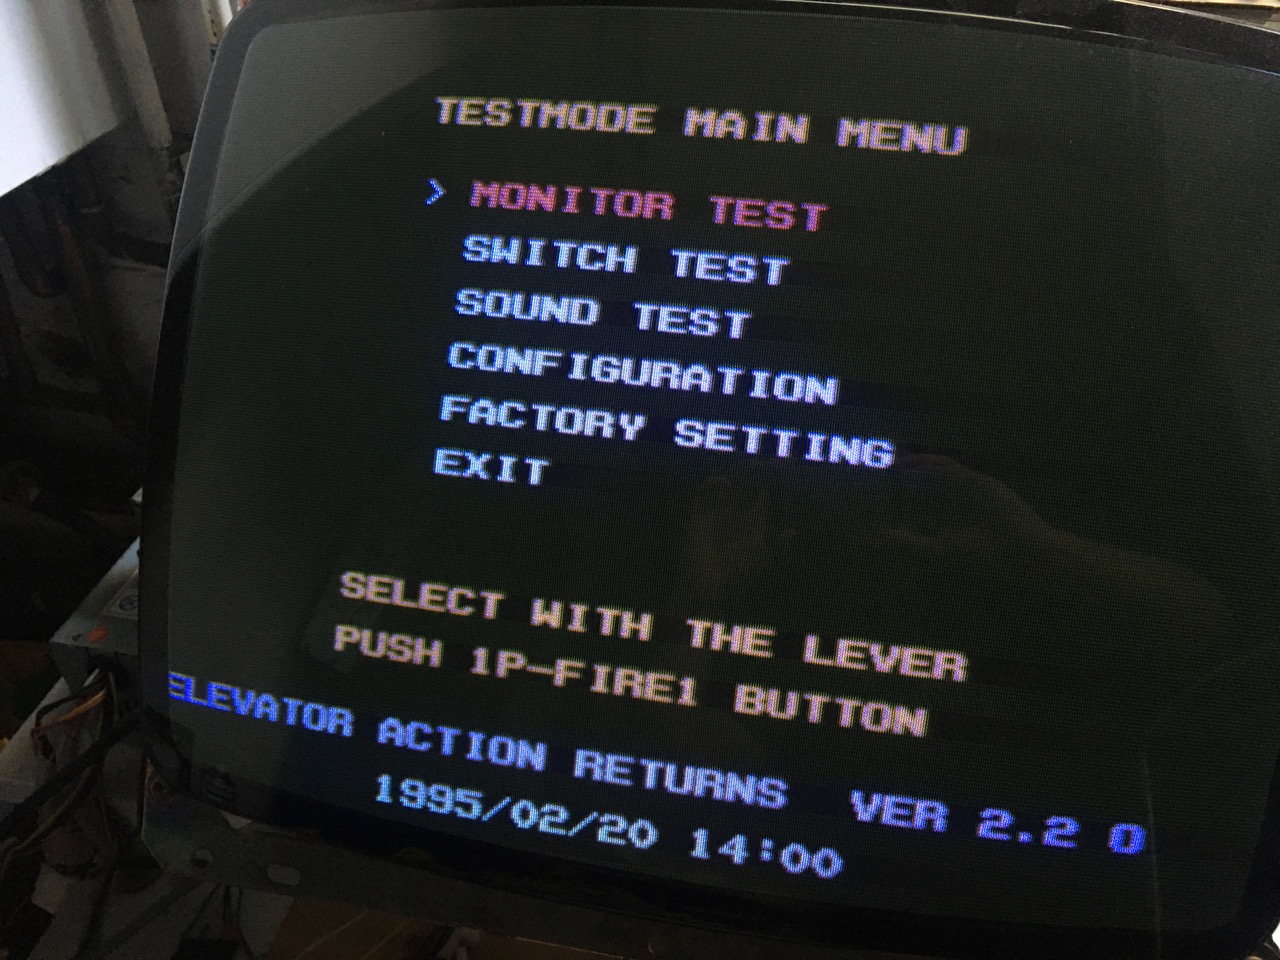 TESTMODE MAIN MENU
> MONITOR TEST
SWITCH TEST
SOUND TEST
CONFIGURATION
FACTORY SETTING
EXIT
SELECT WITH THE LEVER
PUSH 1P-FIRE1 BUTTON
ELEVATOR ACTION RETURNS VER 2.2 O
1995/02/20 14:00